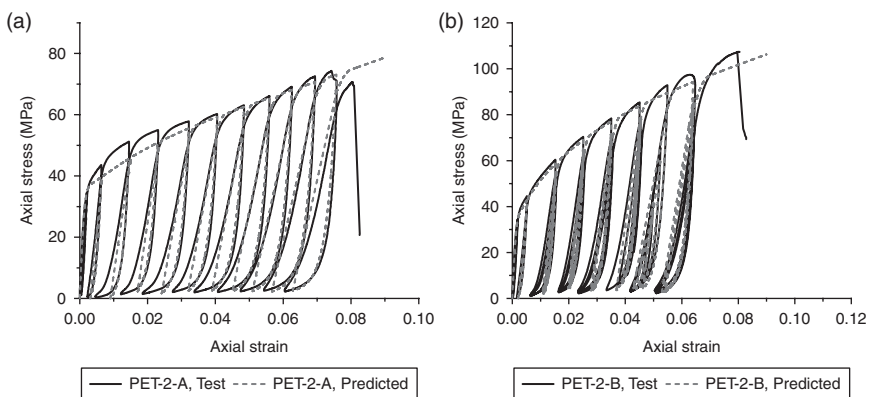 (a)
80
60
40
20
0
0.00 0.02 0.04 0.06 0.08 0.10
Axial stress (MPa)
Axial strain
PET-2-A, Test PET-2-A, Predicted
(b)
120
100
80
60
40
20
0
0.00 0.02 0.04 0.06 0.08 0.10 0.12
Axial stress (MPa)
Axial strain
PET-2-B, Test PET-2-B, Predicted